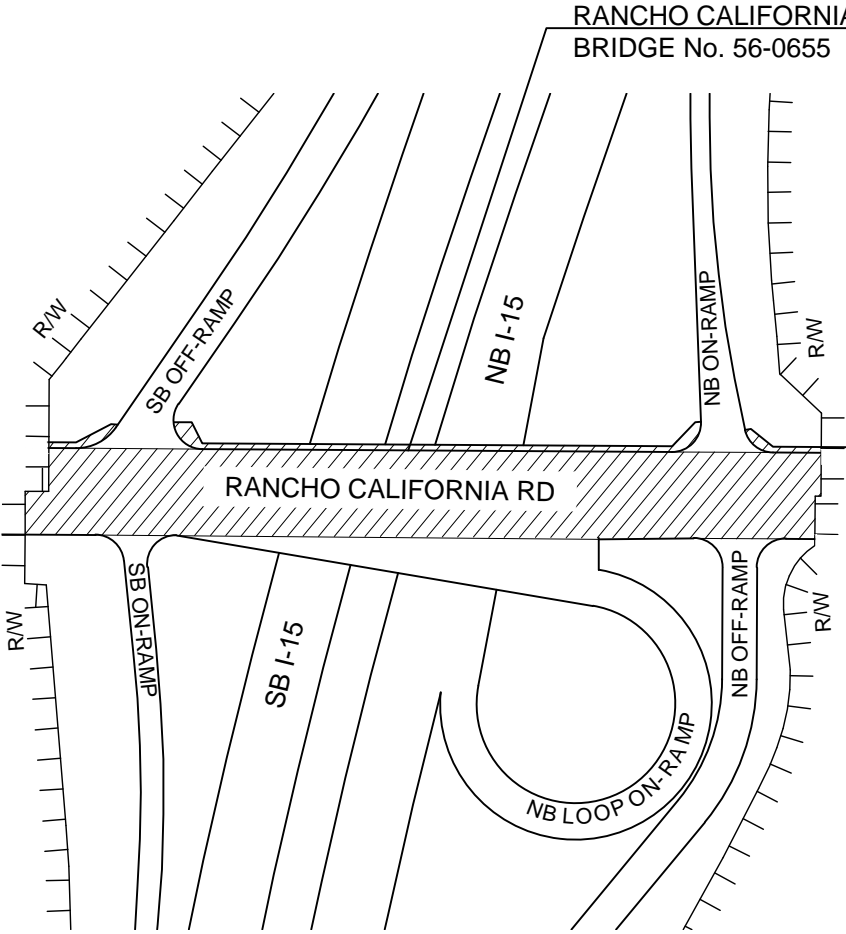 RANCHO CALIFORNIA
BRIDGE No. 56-0655
R/W
SB OFF-RAMP
NB I-15
NB ON-RAMP
R/W
RANCHO CALIFORNIA RD
R/W
SB ON-RAMP
SB I-15
NB LOOP ON-RAMP
NB OFF-RAMP
R/W